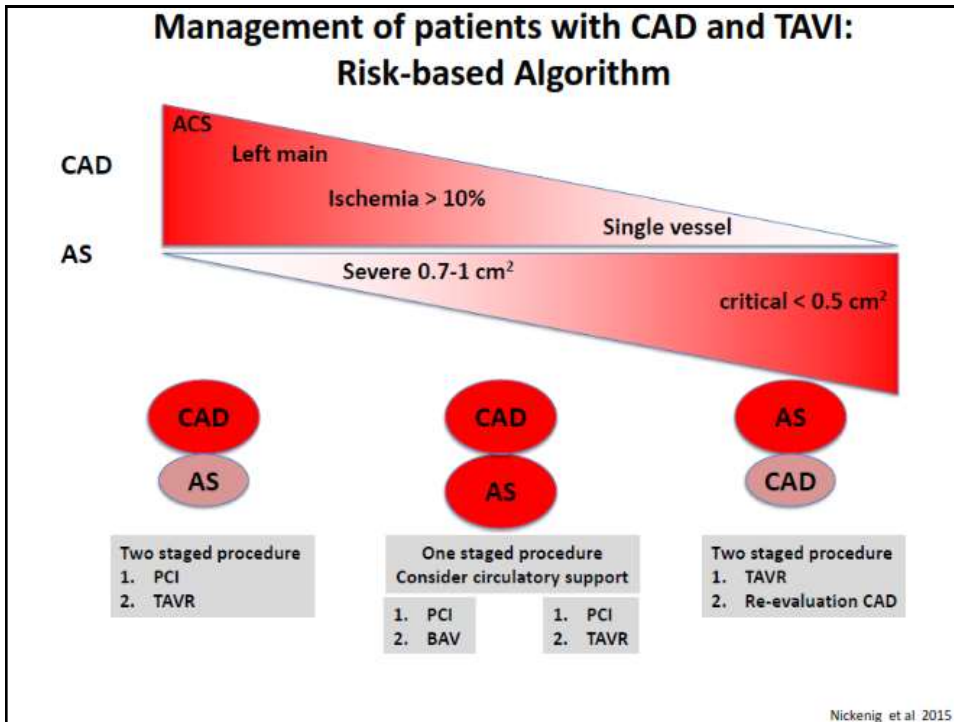 Management of patients with CAD and TAVI:
Risk-based Algorithm
ACS
Left main
CAD
Ischemia > 10%
Single vessel
AS
Severe 0.7-1 cm²
critical < 0.5 cm²
CAD
AS
CAD
AS
AS
CAD
Two staged procedure
1. PCI
2. TAVR
One staged procedure
Consider circulatory support
1. PCI
2. BAV
1. PCI
2. TAVR
Two staged procedure
1. TAVR
2. Re-evaluation CAD
Nickenig et al 2015